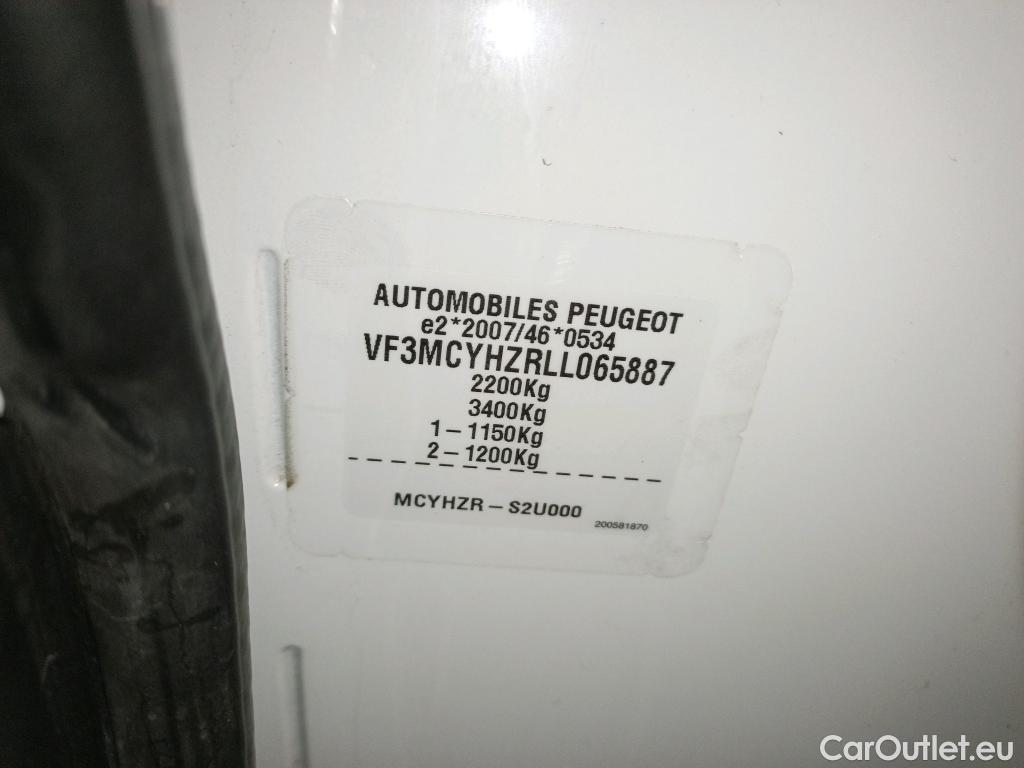 AUTOMOBILES PEUGEOT
e2*2007/46*0534
VF3MCYHZRLL065887
2200Kg
3400Kg
1-1150Kg
2-1200Kg
MCYHZR-S2U000
200581870
CarOutlet.eu